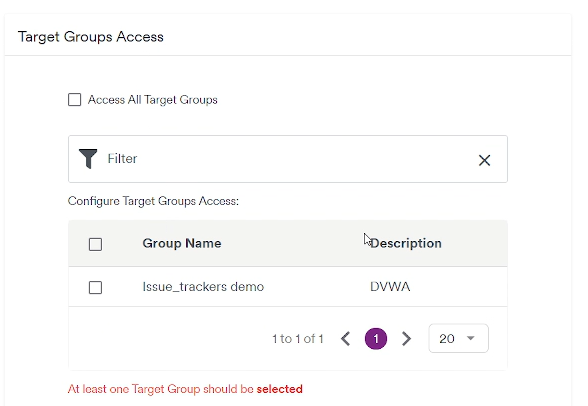 Target Groups Access
Access All Target Groups
Filter
Configure Target Groups Access:
Group Name Description
Issue_trackers demo DVWA
1 to 1 of 1 1 20
At least one Target Group should be selected